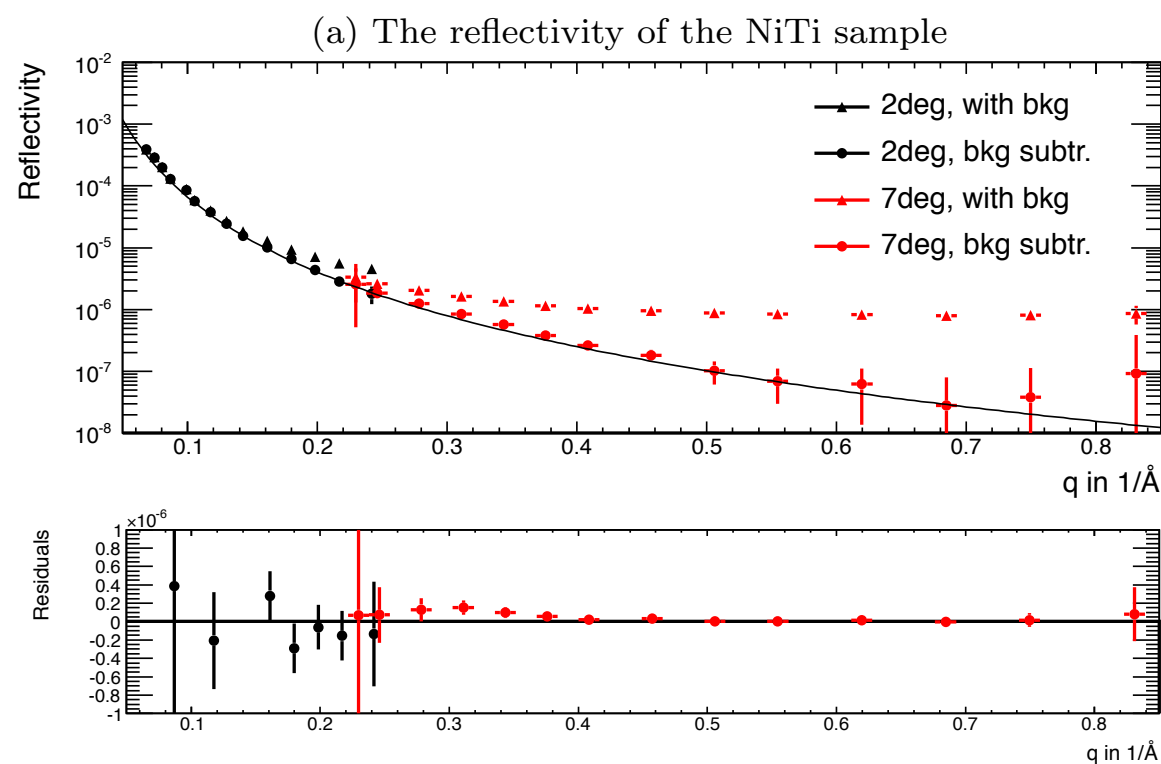 (a) The reflectivity of the NiTi sample
Reflectivity
10⁻²
10⁻³
10⁻⁴
10⁻⁵
10⁻⁶
10⁻⁷
10⁻⁸
2deg, with bkg
2deg, bkg subtr.
7deg, with bkg
7deg, bkg subtr.
0.1 0.2 0.3 0.4 0.5 0.6 0.7 0.8
q in 1/Å
×10⁻⁶
Residuals
1
0.8
0.6
0.4
0.2
0
-0.2
-0.4
-0.6
-0.8
-1
0.1 0.2 0.3 0.4 0.5 0.6 0.7 0.8
q in 1/Å